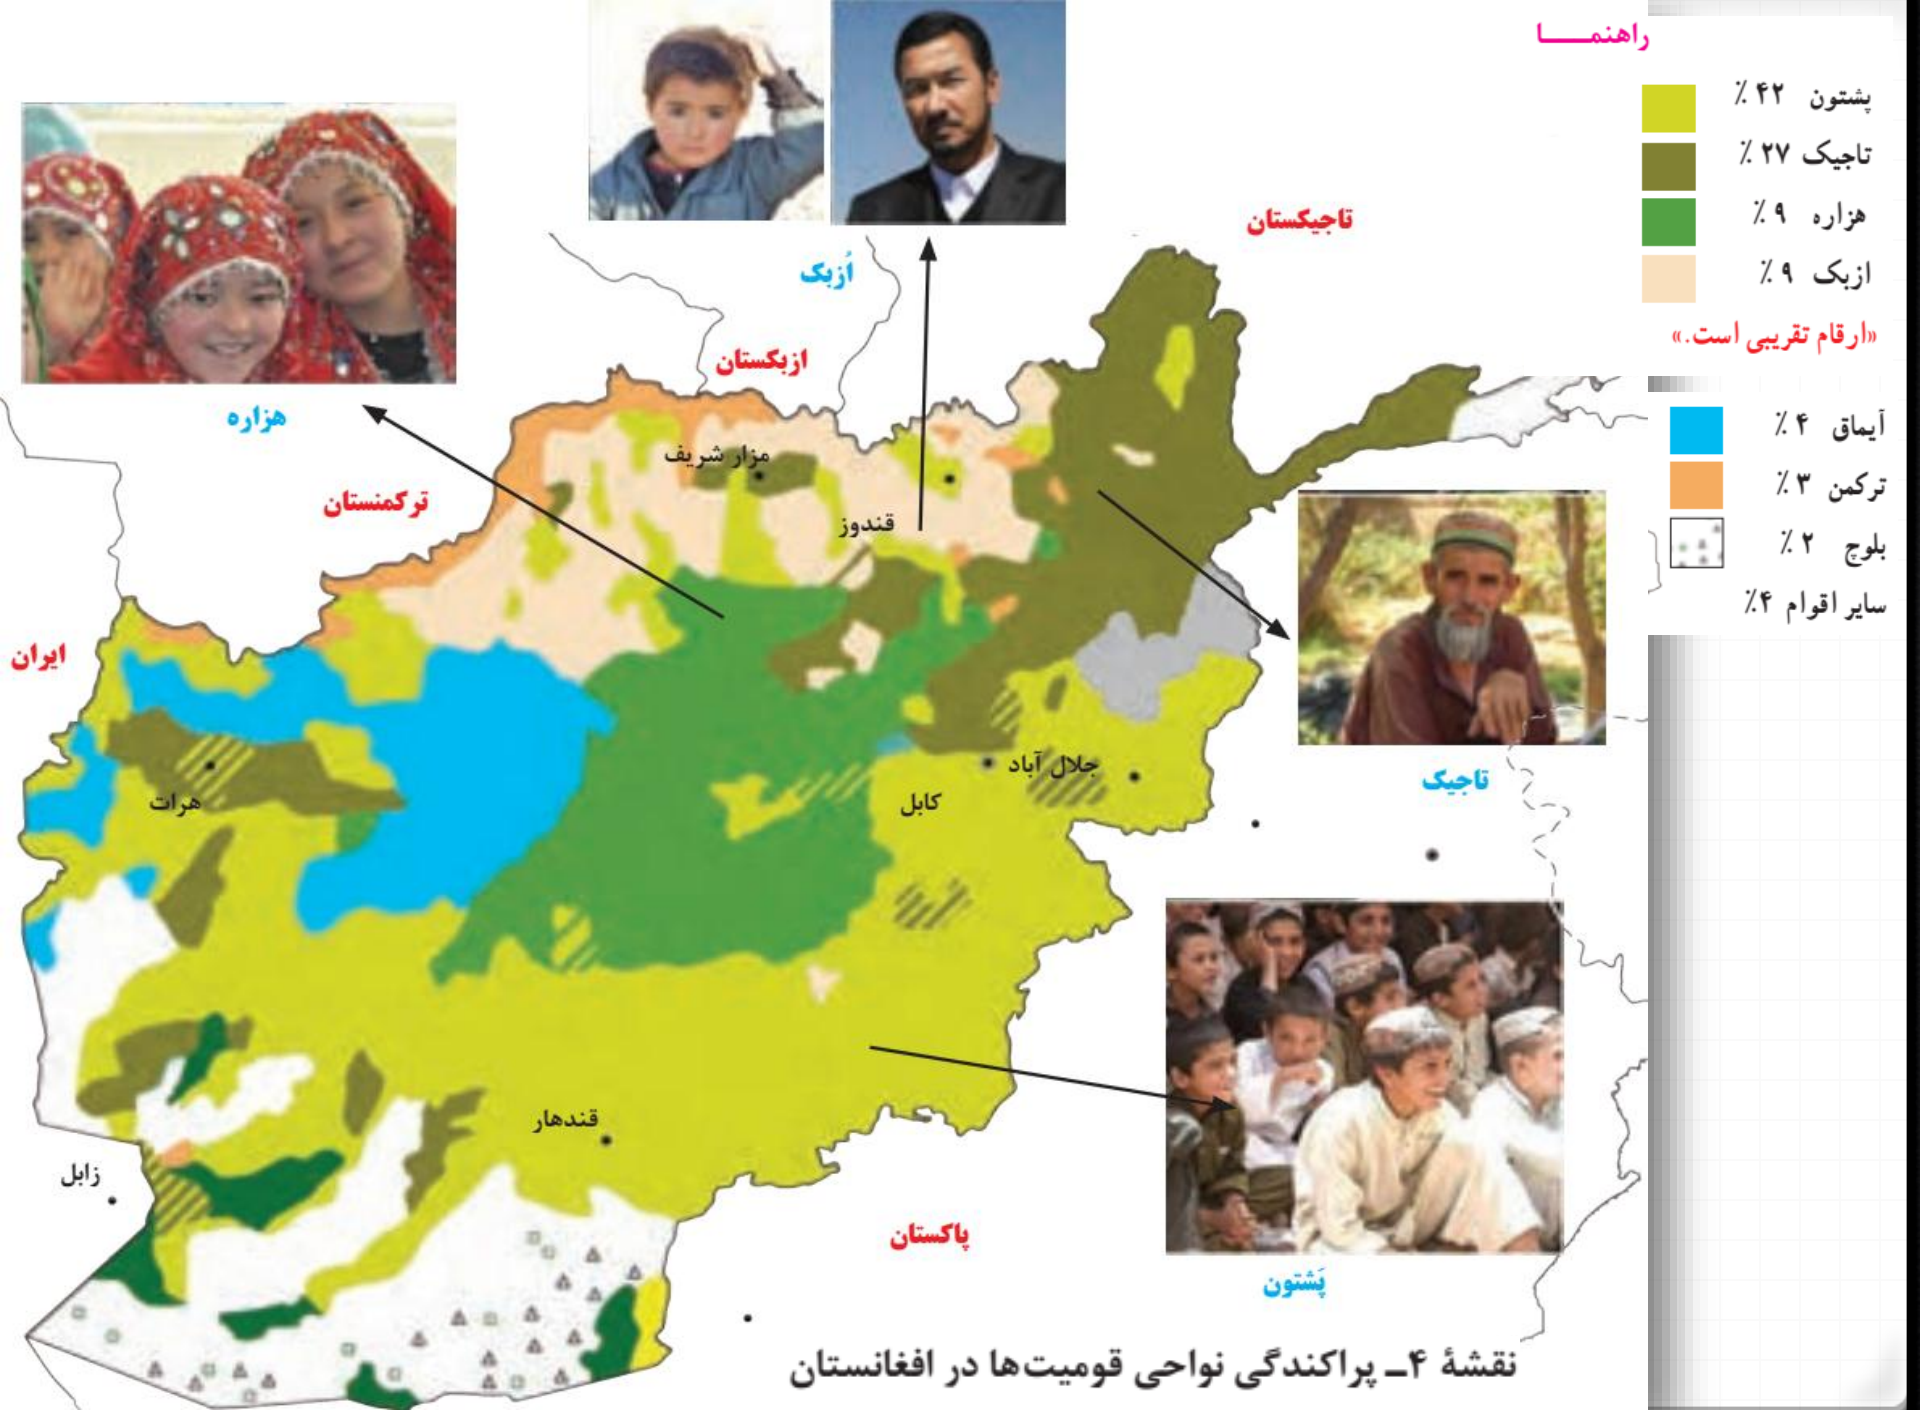 راهنمــــا
پشتون ۴۲ ٪
تاجیک ۲۷ ٪
هزاره ۹ ٪
ازبک ۹ ٪
«ارقام تقریبی است.»
آیماق ۴ ٪
ترکمن ۳ ٪
بلوچ ۲ ٪
سایر اقوام ۴٪
تاجیکستان
اُزبک
ازبکستان
هزاره
ترکمنستان
مزار شریف
قندوز
ایران
هرات
کابل
جلال آباد
تاجیک
قندهار
زابل
پاکستان
پَشتون
نقشهٔ ۴ــ پراکندگی نواحی قومیت‌ها در افغانستان